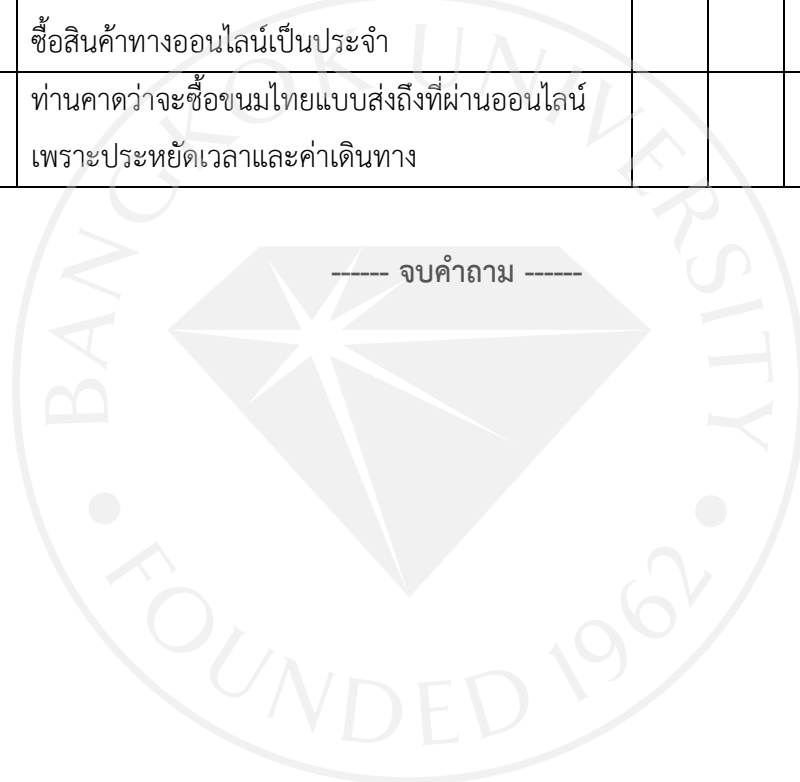 ซื้อสินค้าทางออนไลน์เป็นประจำ
ท่านคาดว่าจะซื้อขนมไทยแบบส่งถึงที่ผ่านออนไลน์
เพราะประหยัดเวลาและค่าเดินทาง
------ จบคำถาม ------
BANGKOK UNIVERSITY
FOUNDED 1962